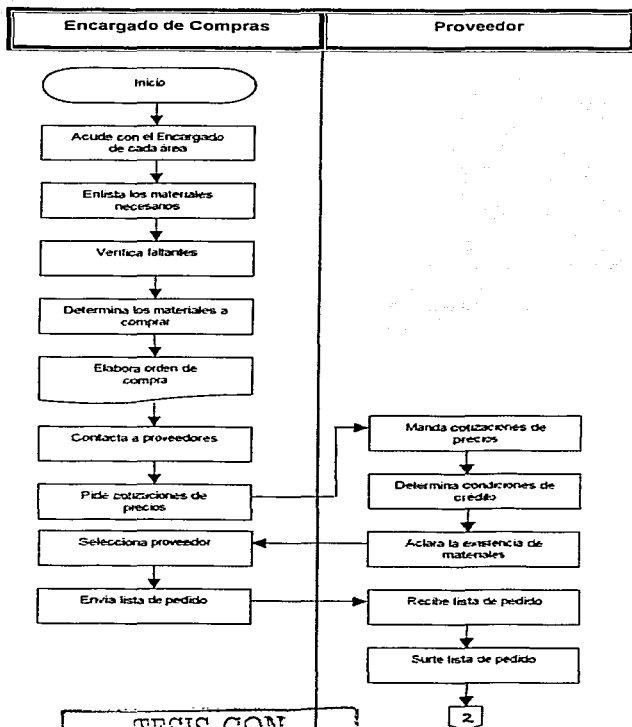 Encargado de Compras
Proveedor
Inicio
Acude con el Encargado
de cada área
Enlista los materiales
necesarios
Verifica faltantes
Determina los materiales a
comprar
Elabora orden de
compra
Contacta a proveedores
Pide cotizaciones de
precios
Selecciona proveedor
Envia lista de pedido
Manda cotizaciones de
precios
Determina condiciones de
crédito
Aclara la existencia de
materiales
Recibe lista de pedido
Surte lista de pedido
2
TESIS CON